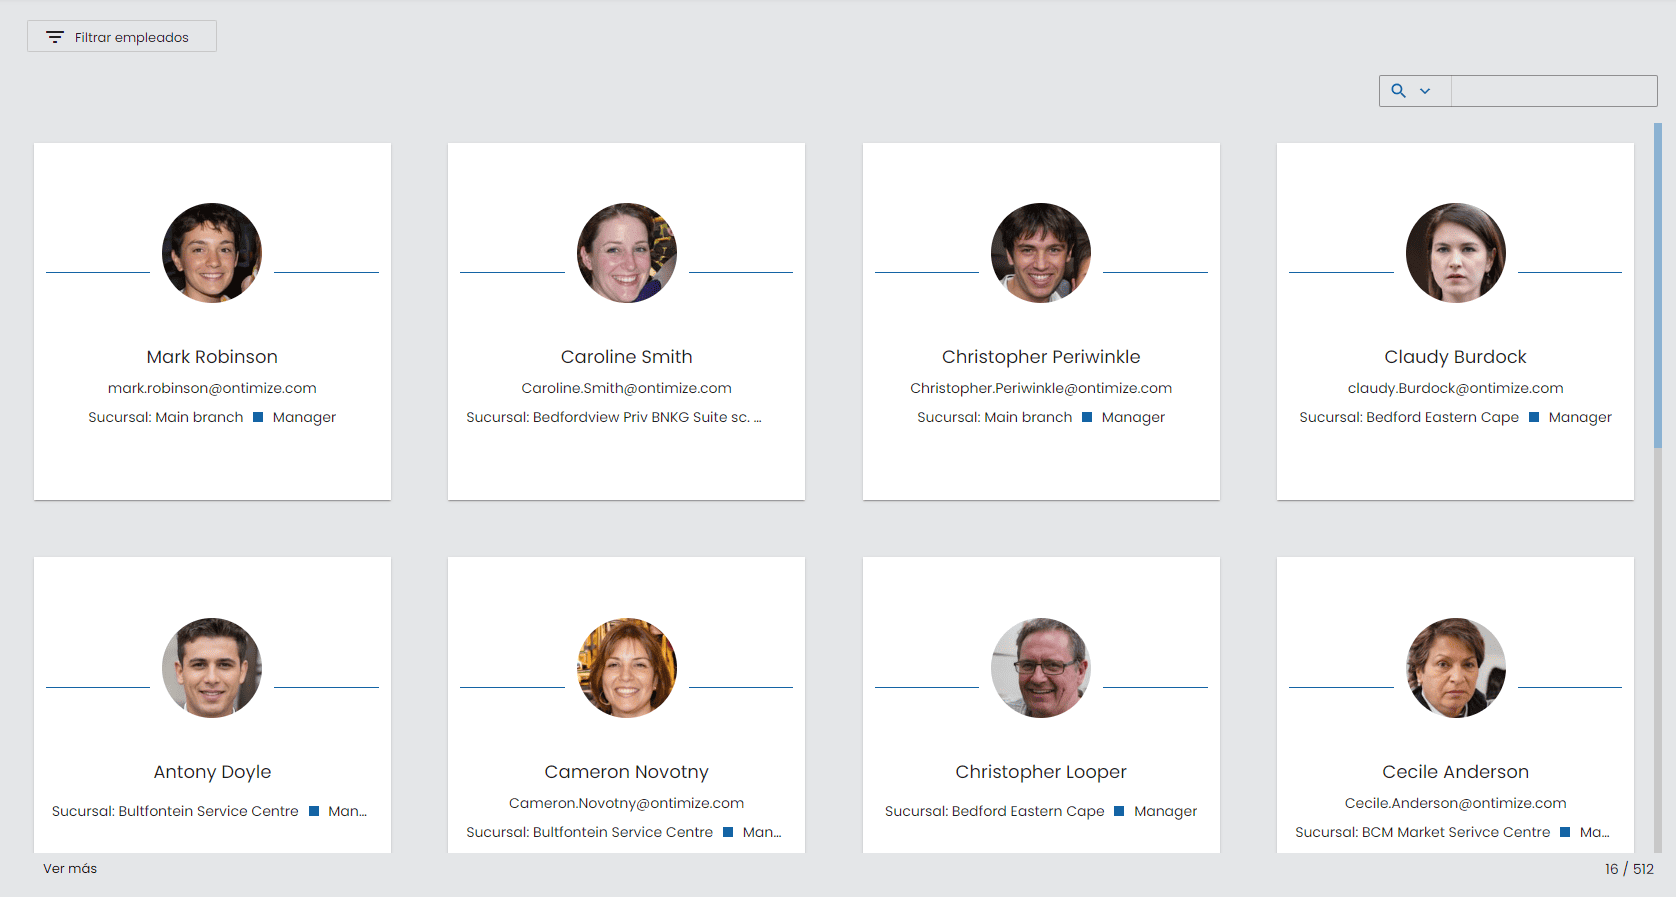 Filtrar empleados
Mark Robinson
mark.robinson@ontimize.com
Sucursal: Main branch Manager
Caroline Smith
Caroline.Smith@ontimize.com
Sucursal: Bedfordview Priv BNKG Suite sc. ...
Christopher Periwinkle
Christopher.Periwinkle@ontimize.com
Sucursal: Main branch Manager
Claudy Burdock
claudy.Burdock@ontimize.com
Sucursal: Bedford Eastern Cape Manager
Antony Doyle
Sucursal: Bultfontein Service Centre Man...
Cameron Novotny
Cameron.Novotny@ontimize.com
Sucursal: Bultfontein Service Centre Man...
Christopher Looper
Sucursal: Bedford Eastern Cape Manager
Cecile Anderson
Cecile.Anderson@ontimize.com
Sucursal: BCM Market Serivce Centre Ma...
Ver más
16 / 512